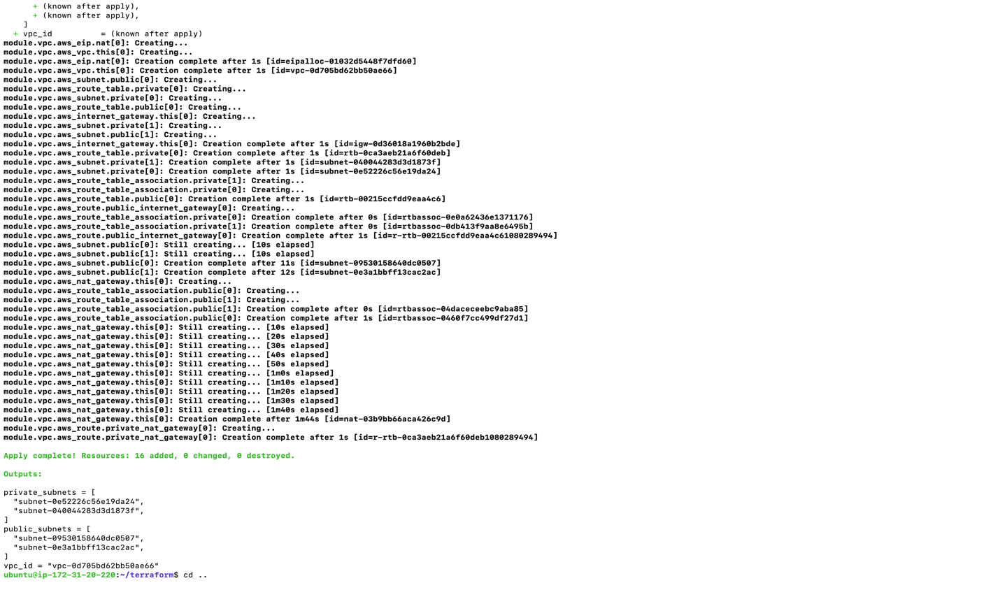 + (known after apply),
+ (known after apply),
]
+ vpc_id = (known after apply)
module.vpc.aws_eip.nat[0]: Creating...
module.vpc.aws_vpc.this[0]: Creating...
module.vpc.aws_eip.nat[0]: Creation complete after 1s [id=eipalloc-01032d5448f7dfd60]
module.vpc.aws_vpc.this[0]: Creation complete after 1s [id=vpc-0d705bd62bb50ae66]
module.vpc.aws_subnet.public[0]: Creating...
module.vpc.aws_route_table.private[0]: Creating...
module.vpc.aws_subnet.private[0]: Creating...
module.vpc.aws_route_table.public[0]: Creating...
module.vpc.aws_internet_gateway.this[0]: Creating...
module.vpc.aws_subnet.private[1]: Creating...
module.vpc.aws_subnet.public[1]: Creating...
module.vpc.aws_internet_gateway.this[0]: Creation complete after 1s [id=igw-0d36018a1960b2bde]
module.vpc.aws_route_table.private[0]: Creation complete after 1s [id=rtb-0ca3aeb21a6f60deb]
module.vpc.aws_subnet.private[1]: Creation complete after 1s [id=subnet-040044283d3d1873f]
module.vpc.aws_subnet.private[0]: Creation complete after 1s [id=subnet-0e52226c56e19da24]
module.vpc.aws_route_table_association.private[1]: Creating...
module.vpc.aws_route_table_association.private[0]: Creating...
module.vpc.aws_route_table.public[0]: Creation complete after 1s [id=rtb-00215ccfdd9eaa4c6]
module.vpc.aws_route.public_internet_gateway[0]: Creating...
module.vpc.aws_route_table_association.private[0]: Creation complete after 0s [id=rtbassoc-0e0a62436e1371176]
module.vpc.aws_route_table_association.private[1]: Creation complete after 0s [id=rtbassoc-0db413f9aa8e6495b]
module.vpc.aws_route.public_internet_gateway[0]: Creation complete after 1s [id=r-rtb-00215ccfdd9eaa4c61080289494]
module.vpc.aws_subnet.public[0]: Still creating... [10s elapsed]
module.vpc.aws_subnet.public[1]: Still creating... [10s elapsed]
module.vpc.aws_subnet.public[0]: Creation complete after 11s [id=subnet-09530158640dc0507]
module.vpc.aws_subnet.public[1]: Creation complete after 12s [id=subnet-0e3a1bbff13cac2ac]
module.vpc.aws_nat_gateway.this[0]: Creating...
module.vpc.aws_route_table_association.public[0]: Creating...
module.vpc.aws_route_table_association.public[1]: Creating...
module.vpc.aws_route_table_association.public[1]: Creation complete after 0s [id=rtbassoc-04daceceebc9aba85]
module.vpc.aws_route_table_association.public[0]: Creation complete after 1s [id=rtbassoc-0460f7cc499df27d1]
module.vpc.aws_nat_gateway.this[0]: Still creating... [10s elapsed]
module.vpc.aws_nat_gateway.this[0]: Still creating... [20s elapsed]
module.vpc.aws_nat_gateway.this[0]: Still creating... [30s elapsed]
module.vpc.aws_nat_gateway.this[0]: Still creating... [40s elapsed]
module.vpc.aws_nat_gateway.this[0]: Still creating... [50s elapsed]
module.vpc.aws_nat_gateway.this[0]: Still creating... [1m0s elapsed]
module.vpc.aws_nat_gateway.this[0]: Still creating... [1m10s elapsed]
module.vpc.aws_nat_gateway.this[0]: Still creating... [1m20s elapsed]
module.vpc.aws_nat_gateway.this[0]: Still creating... [1m30s elapsed]
module.vpc.aws_nat_gateway.this[0]: Still creating... [1m40s elapsed]
module.vpc.aws_nat_gateway.this[0]: Creation complete after 1m44s [id=nat-03b9bb66aca426c9d]
module.vpc.aws_route.private_nat_gateway[0]: Creating...
module.vpc.aws_route.private_nat_gateway[0]: Creation complete after 1s [id=r-rtb-0ca3aeb21a6f60deb1080289494]
Apply complete! Resources: 16 added, 0 changed, 0 destroyed.
Outputs:
private_subnets = [
"subnet-0e52226c56e19da24",
"subnet-040044283d3d1873f",
]
public_subnets = [
"subnet-09530158640dc0507",
"subnet-0e3a1bbff13cac2ac",
]
vpc_id = "vpc-0d705bd62bb50ae66"
ubuntu@ip-172-31-20-220:~/terraform$ cd ..